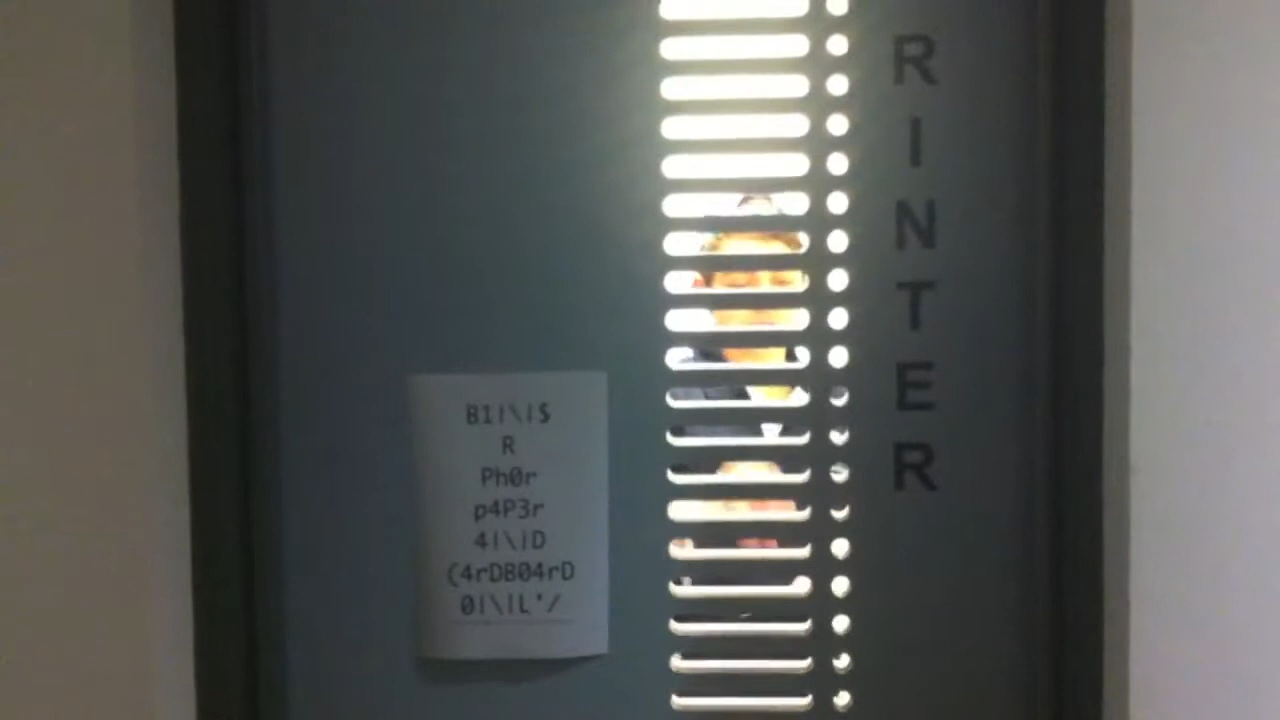 B1|\|$
R
Ph0r
p4P3r
4|\|D
(4rDB04rD
0|\|L'/
RINTER